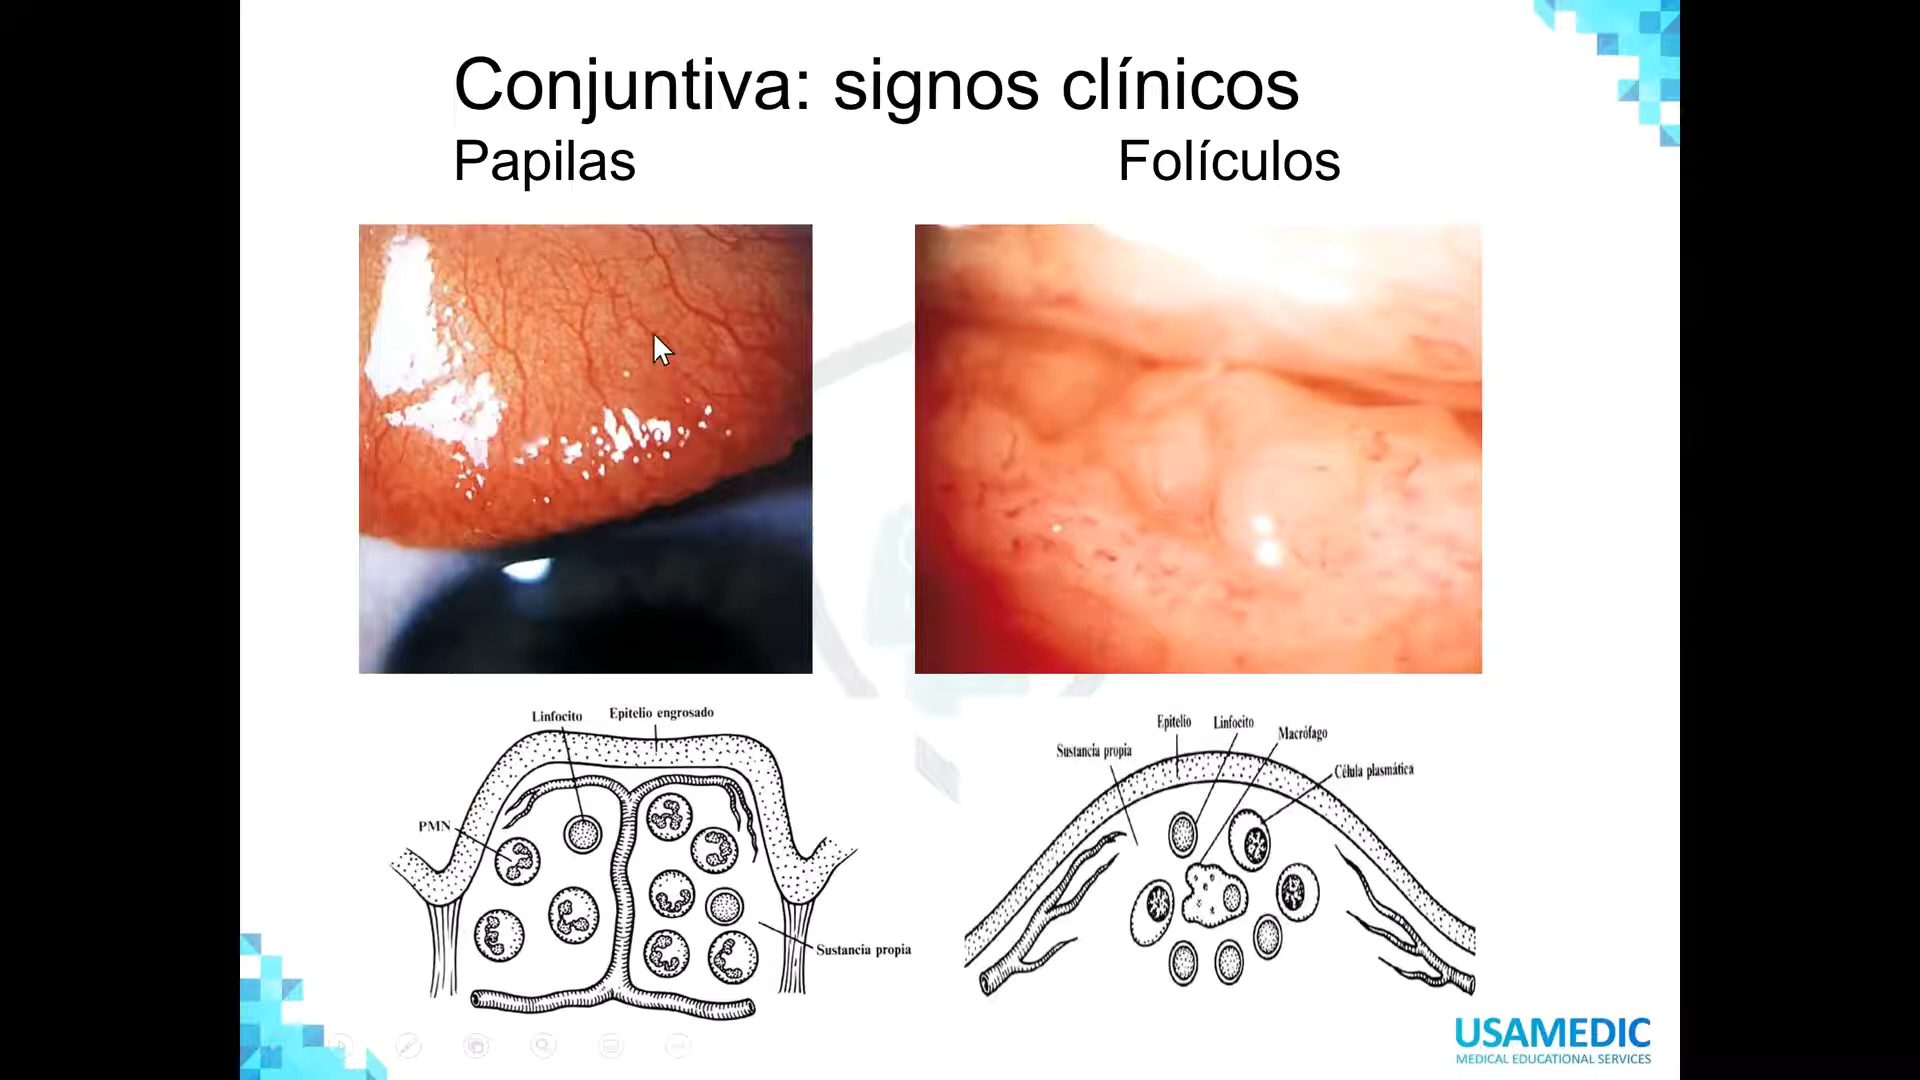 Conjuntiva: signos clínicos
Papilas
Folículos
Linfocito
Epitelio engrosado
PMN
Sustancia propia
Epitelio
Linfocito
Macrófago
Sustancia propia
Célula plasmática
USAMEDIC
MEDICAL EDUCATIONAL SERVICES